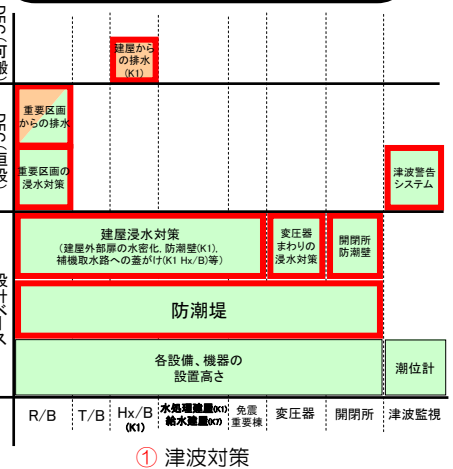 DEC(可搬)
建屋から
の排水
(K1)
DEC(恒設)
重要区画
からの排水
重要区画の
浸水対策
津波警告
システム
設計ベース
建屋浸水対策
(建屋外部扉の水密化, 防潮壁(K1),
補機取水路への蓋がけ(K1 Hx/B)等)
変圧器
まわりの
浸水対策
開閉所
防潮壁
防潮堤
各設備、機器の
設置高さ
潮位計
R/B
T/B
Hx/B
(K1)
水処理建屋(K1)
給水建屋(K7)
免震
重要棟
変圧器
開閉所
津波監視
① 津波対策